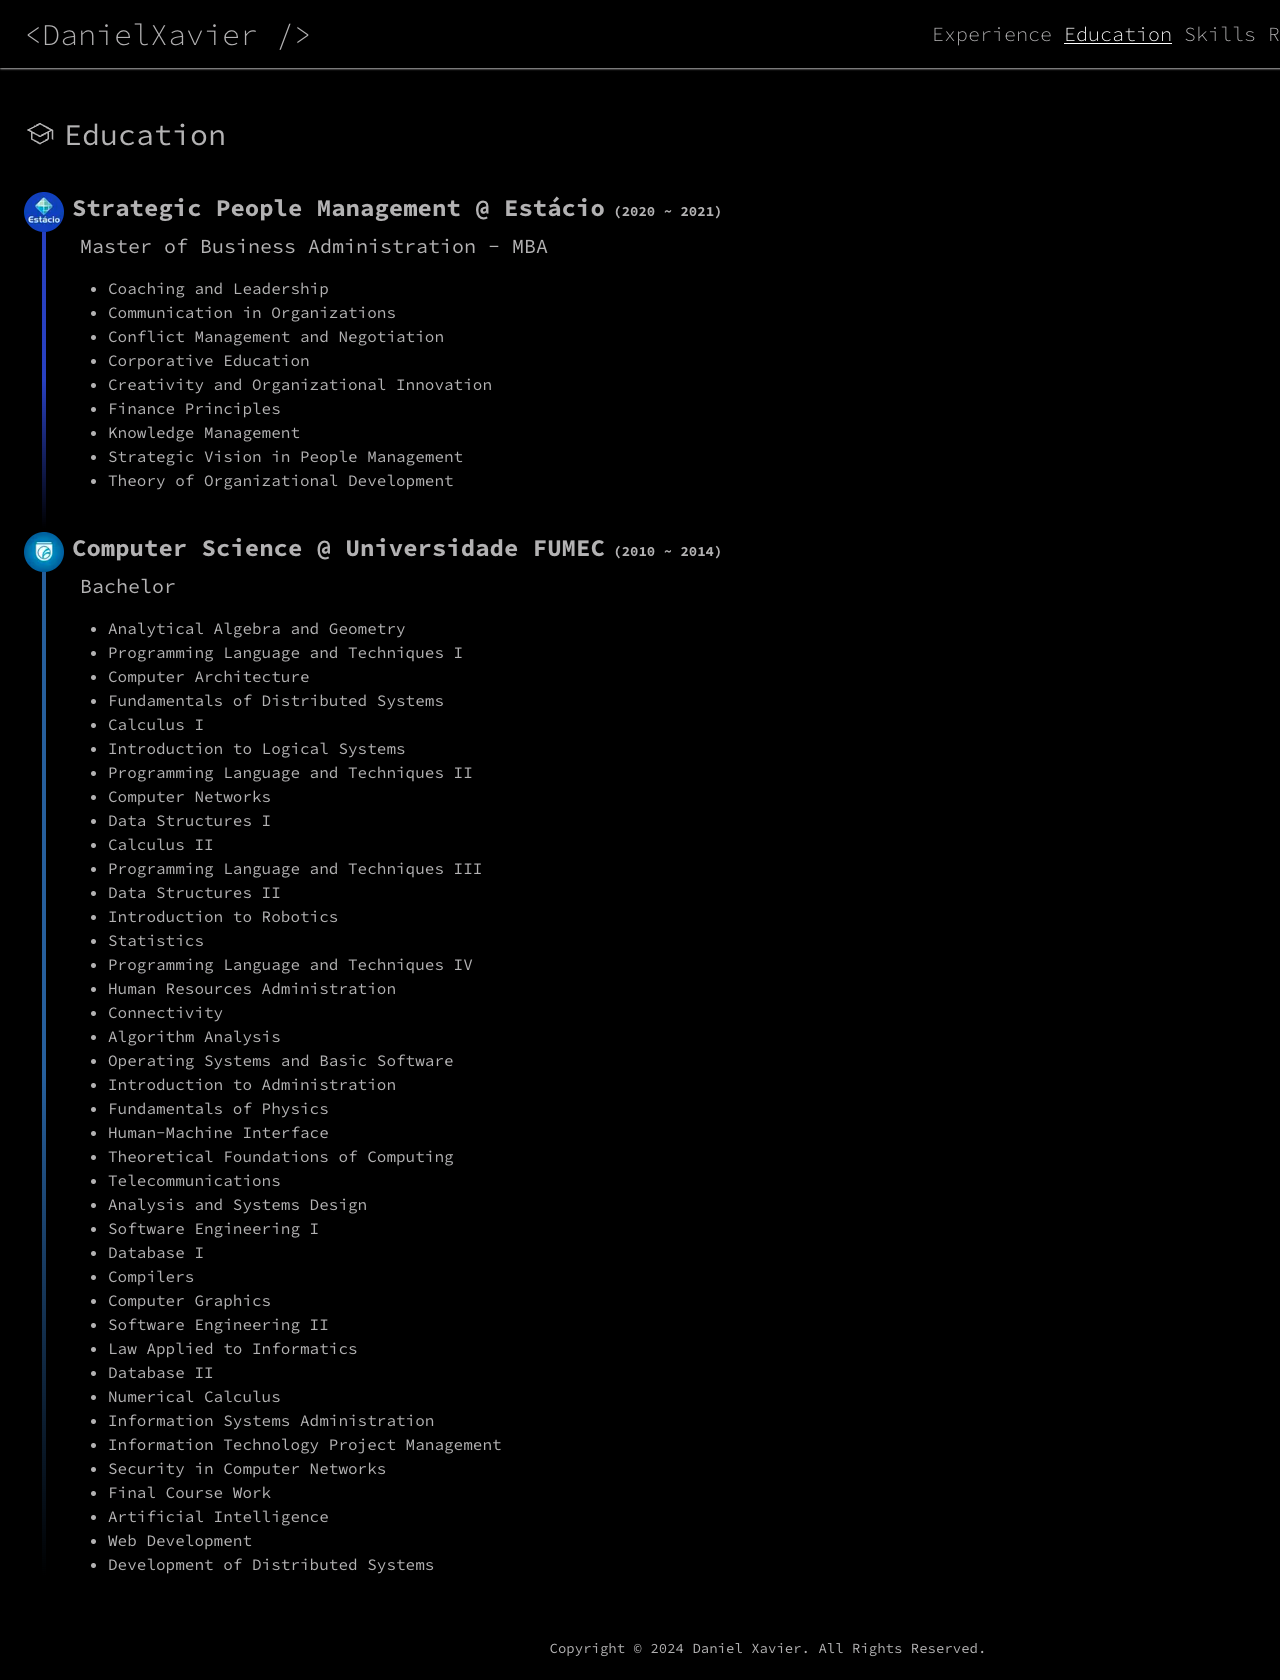 <DanielXavier />
Experience Education Skills R
Education
Estácio
Strategic People Management @ Estácio (2020 ~ 2021)
Master of Business Administration - MBA
• Coaching and Leadership
• Communication in Organizations
• Conflict Management and Negotiation
• Corporative Education
• Creativity and Organizational Innovation
• Finance Principles
• Knowledge Management
• Strategic Vision in People Management
• Theory of Organizational Development
Computer Science @ Universidade FUMEC (2010 ~ 2014)
Bachelor
• Analytical Algebra and Geometry
• Programming Language and Techniques I
• Computer Architecture
• Fundamentals of Distributed Systems
• Calculus I
• Introduction to Logical Systems
• Programming Language and Techniques II
• Computer Networks
• Data Structures I
• Calculus II
• Programming Language and Techniques III
• Data Structures II
• Introduction to Robotics
• Statistics
• Programming Language and Techniques IV
• Human Resources Administration
• Connectivity
• Algorithm Analysis
• Operating Systems and Basic Software
• Introduction to Administration
• Fundamentals of Physics
• Human-Machine Interface
• Theoretical Foundations of Computing
• Telecommunications
• Analysis and Systems Design
• Software Engineering I
• Database I
• Compilers
• Computer Graphics
• Software Engineering II
• Law Applied to Informatics
• Database II
• Numerical Calculus
• Information Systems Administration
• Information Technology Project Management
• Security in Computer Networks
• Final Course Work
• Artificial Intelligence
• Web Development
• Development of Distributed Systems
Copyright © 2024 Daniel Xavier. All Rights Reserved.